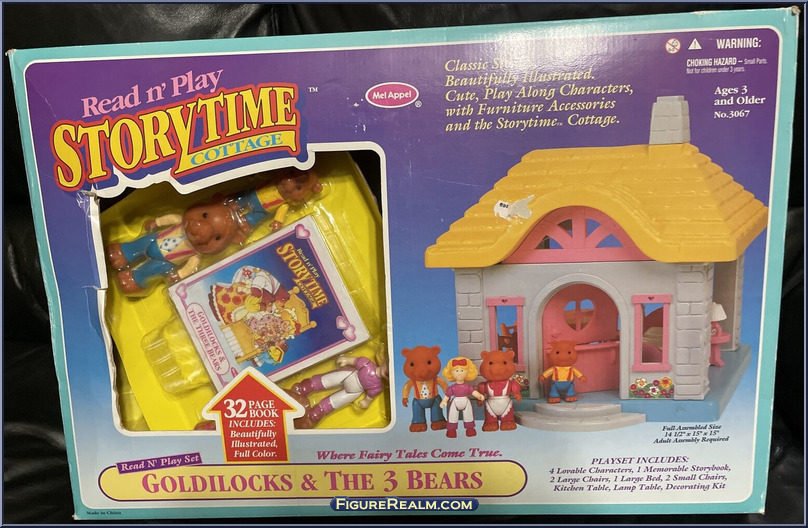 Read n' Play
STORYTIME™
COTTAGE
Mel Appel®
Classic
Beautifully Illustrated.
Cute, Play Along Characters,
with Furniture Accessories
and the Storytime™ Cottage.
WARNING:
CHOKING HAZARD – Small Parts.
Not for children under 3 years.
Ages 3
and Older
No.3067
Read n' Play
STORYTIME
COTTAGE
GOLDILOCKS &
THE THREE BEARS
32 PAGE
BOOK
INCLUDES:
Beautifully
Illustrated,
Full Color.
Where Fairy Tales Come True.
Full Assembled Size
14 1/2" x 15" x 15"
Adult Assembly Required
Read N' Play Set
GOLDILOCKS & THE 3 BEARS
PLAYSET INCLUDES:
4 Lovable Characters, 1 Memorable Storybook,
2 Large Chairs, 1 Large Bed, 2 Small Chairs,
Kitchen Table, Lamp Table, Decorating Kit
Made in China
FIGUREREALM.COM